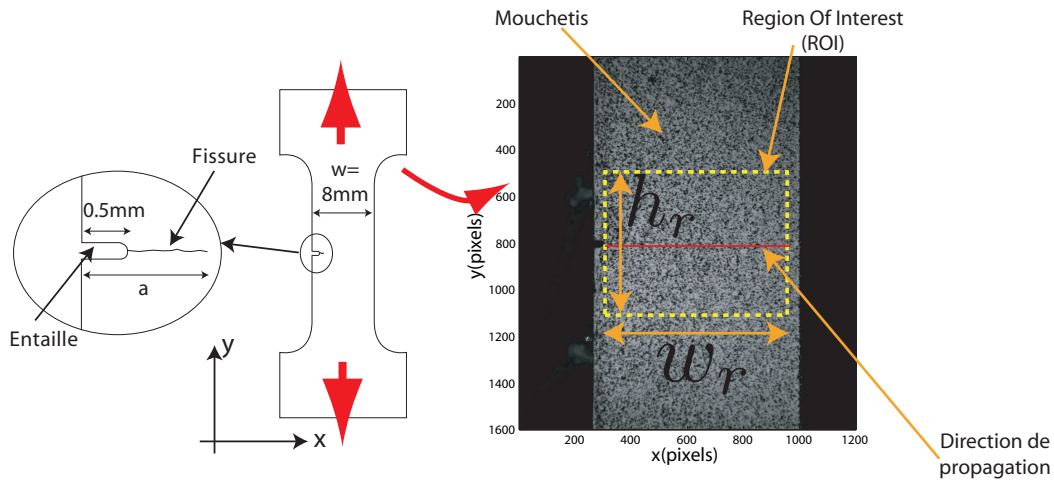 Mouchetis
Region Of Interest
(ROI)
Fissure
w=
8mm
0.5mm
a
Entaille
y
x
200
400
600
800
1000
1200
1400
1600
y(pixels)
h_r
w_r
200
400
600
800
1000
1200
x(pixels)
Direction de
propagation